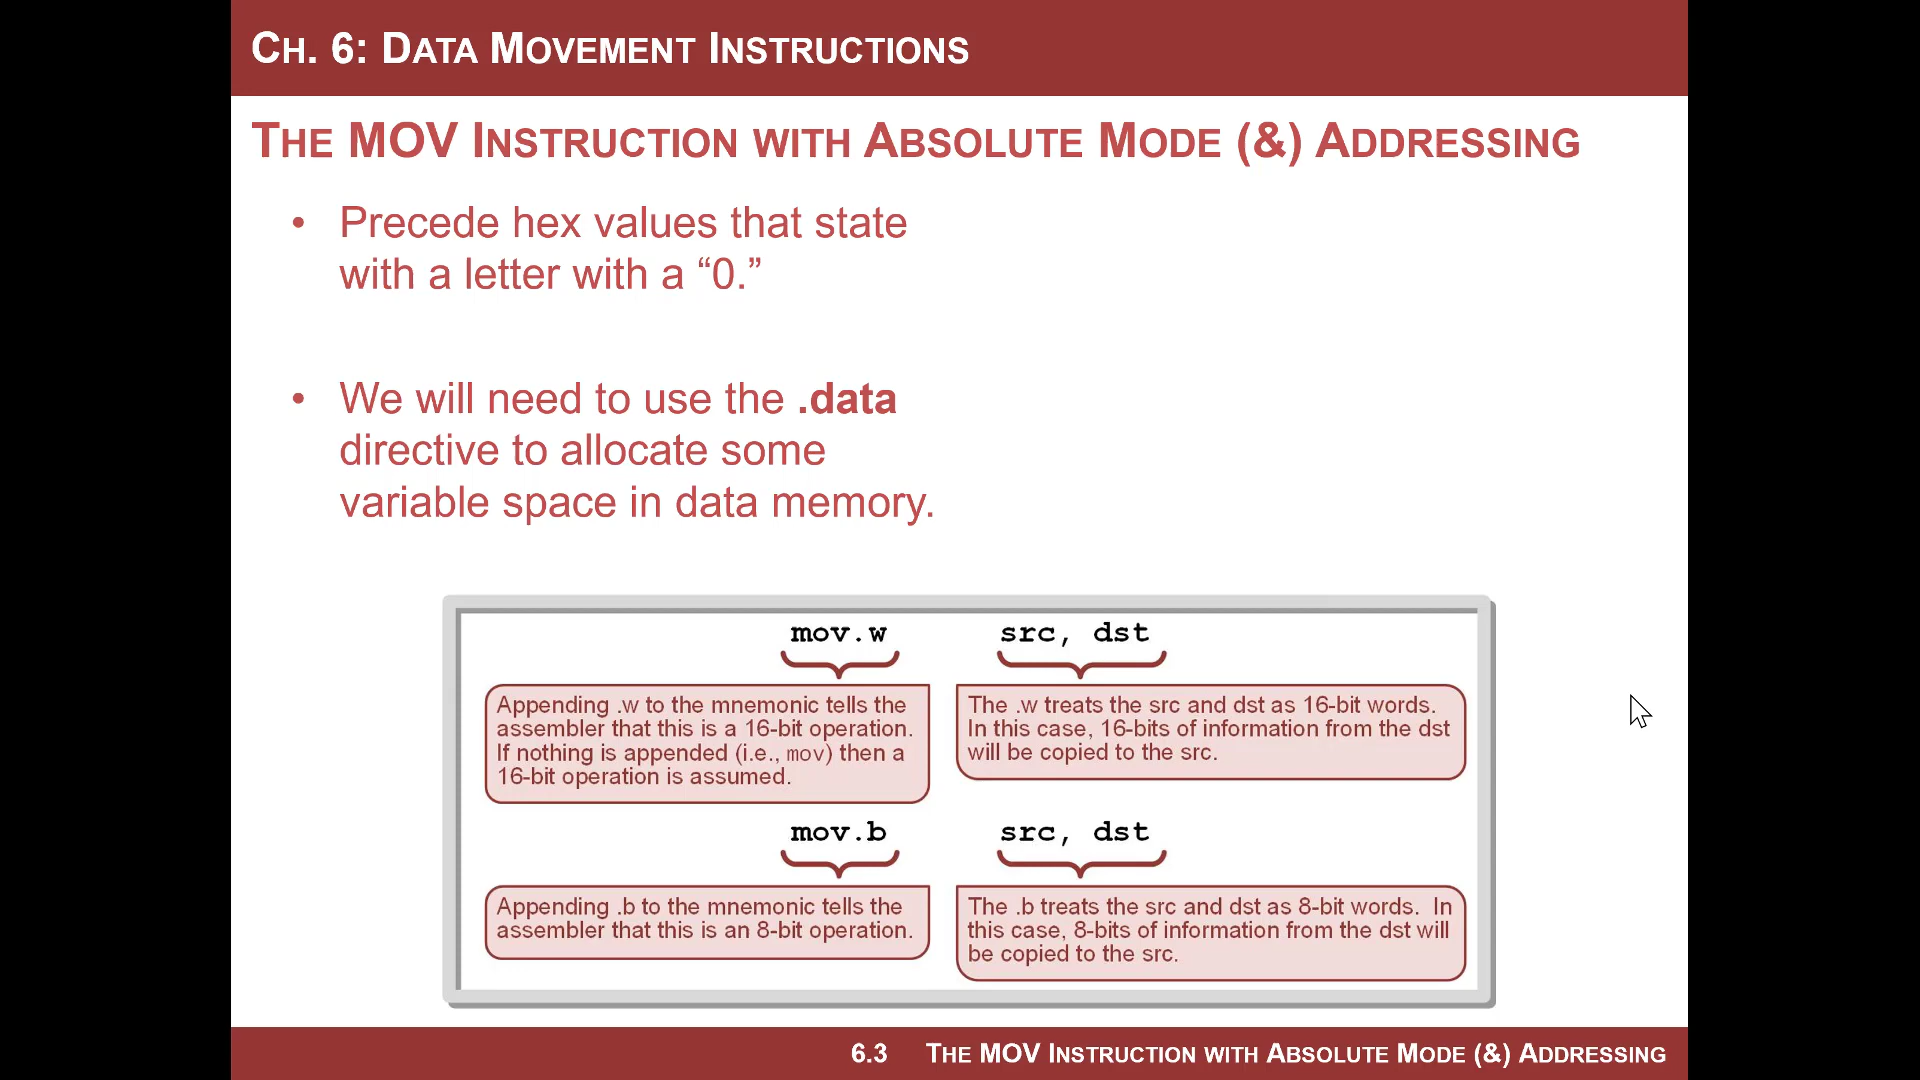 CH. 6: DATA MOVEMENT INSTRUCTIONS
THE MOV INSTRUCTION WITH ABSOLUTE MODE (&) ADDRESSING
• Precede hex values that state
with a letter with a “0.”
• We will need to use the .data
directive to allocate some
variable space in data memory.
mov.w src, dst
Appending .w to the mnemonic tells the
assembler that this is a 16-bit operation.
If nothing is appended (i.e., mov) then a
16-bit operation is assumed.
The .w treats the src and dst as 16-bit words.
In this case, 16-bits of information from the dst
will be copied to the src.
mov.b src, dst
Appending .b to the mnemonic tells the
assembler that this is an 8-bit operation.
The .b treats the src and dst as 8-bit words. In
this case, 8-bits of information from the dst will
be copied to the src.
6.3 THE MOV INSTRUCTION WITH ABSOLUTE MODE (&) ADDRESSING